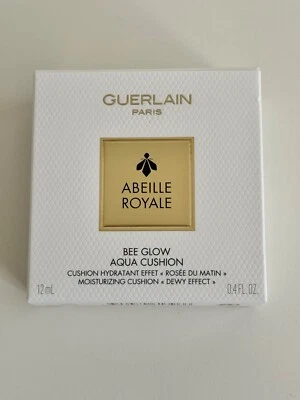 GUERLAIN
PARIS
ABEILLE
ROYALE
BEE GLOW
AQUA CUSHION
CUSHION HYDRATANT EFFET « ROSÉE DU MATIN »
MOISTURIZING CUSHION « DEWY EFFECT »
12 mL 0.4 FL. OZ.